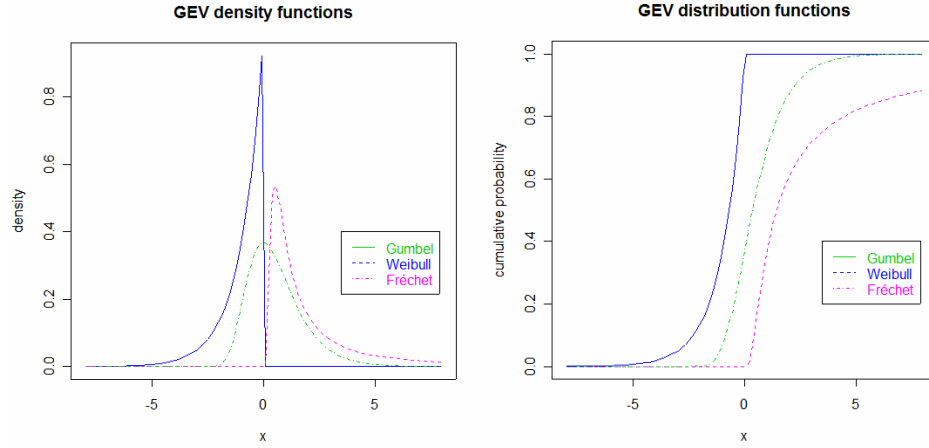 GEV density functions
density
0.0
0.2
0.4
0.6
0.8
-5
0
5
x
Gumbel
Weibull
Fréchet
GEV distribution functions
cumulative probability
0.0
0.2
0.4
0.6
0.8
1.0
-5
0
5
x
Gumbel
Weibull
Fréchet